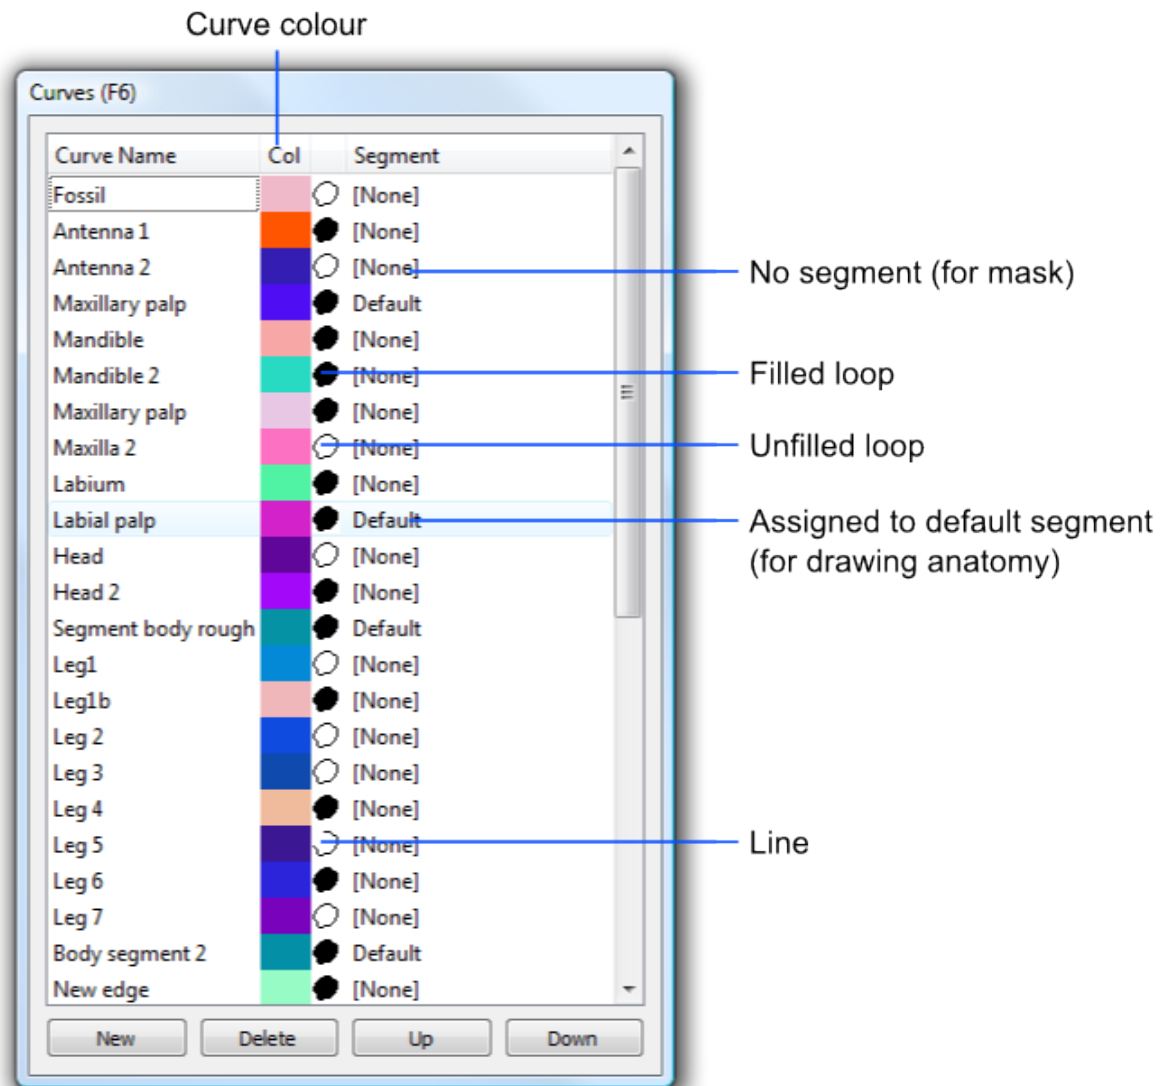 Curve colour
Curves (F6)
Curve Name Col Segment
Fossil [None]
Antenna 1 [None]
Antenna 2 [None] No segment (for mask)
Maxillary palp Default
Mandible [None]
Mandible 2 [None] Filled loop
Maxillary palp [None]
Maxilla 2 [None] Unfilled loop
Labium [None]
Labial palp Default Assigned to default segment
(for drawing anatomy)
Head [None]
Head 2 [None]
Segment body rough Default
Leg1 [None]
Leg1b [None]
Leg 2 [None]
Leg 3 [None]
Leg 4 [None]
Leg 5 [None] Line
Leg 6 [None]
Leg 7 [None]
Body segment 2 Default
New edge [None]
New Delete Up Down